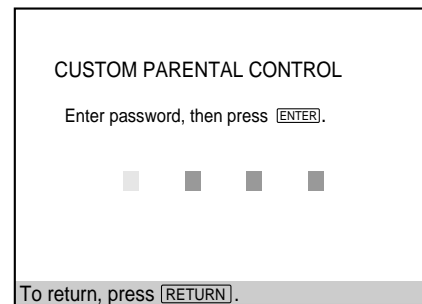 CUSTOM PARENTAL CONTROL
Enter password, then press ENTER.
To return, press RETURN.